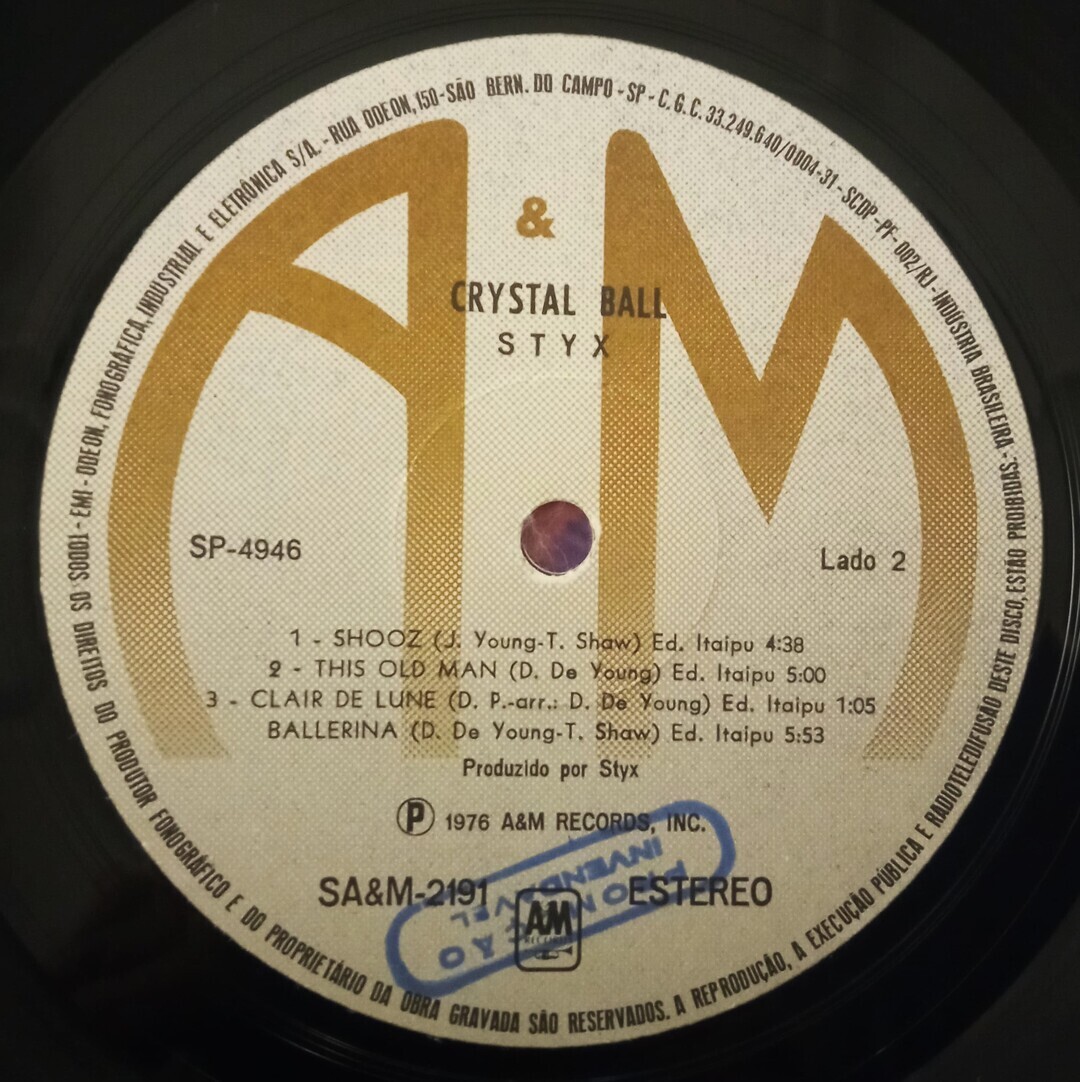 TODOS OS DIREITOS DO PRODUTOR FONOGRÁFICO E DO PROPRIETÁRIO DA OBRA GRAVADA SÃO RESERVADOS. A REPRODUÇÃO, A EXECUÇÃO PÚBLICA E RADIOTELEDIFUSÃO DESTE DISCO, ESTÃO PROIBIDAS.
- EMI - ODEON, FONOGRÁFICA, INDUSTRIAL E ELETRÔNICA S/A. - RUA ODEON, 150 - SÃO BERN. DO CAMPO - SP - C.G.C. 33.249.640/0004-31 - SCDP - PF - 002/RJ - INDÚSTRIA BRASILEIRA -
A & M
CRYSTAL BALL
STYX
SP-4946
Lado 2
1 - SHOOZ (J. Young-T. Shaw) Ed. Itaipu 4:38
2 - THIS OLD MAN (D. De Young) Ed. Itaipu 5:00
3 - CLAIR DE LUNE (D. P.-arr.: D. De Young) Ed. Itaipu 1:05
BALLERINA (D. De Young-T. Shaw) Ed. Itaipu 5:53
Produzido por Styx
Ⓟ 1976 A&M RECORDS, INC.
SA&M-2191
ESTEREO
AM
RECORDS
PROMOÇÃO
INVENDÁVEL